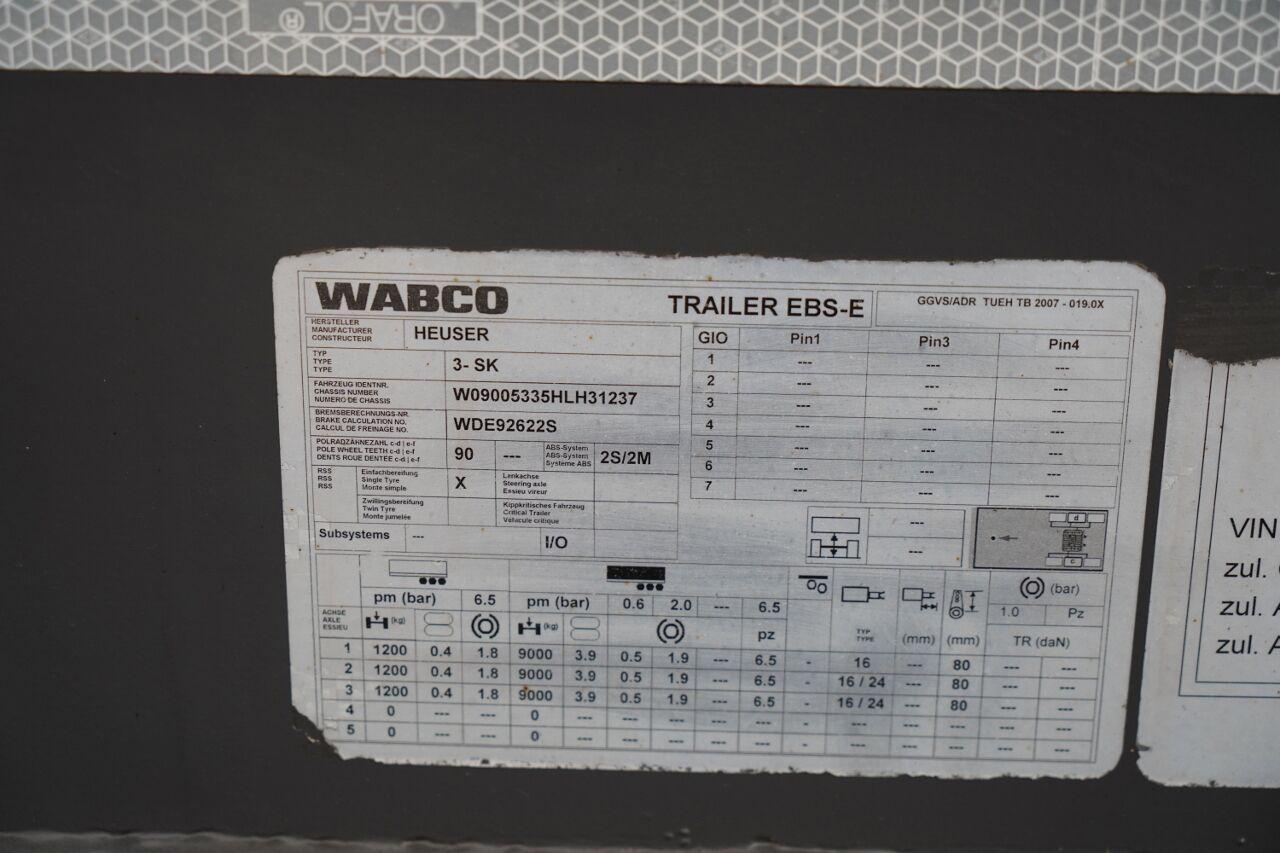 ORAFOL®
WABCO TRAILER EBS-E GGVS/ADR TUEH TB 2007 - 019.0X
HERSTELLER
MANUFACTURER
CONSTRUCTEUR
HEUSER
TYP
TYPE
TYPE
3- SK
FAHRZEUG IDENTNR.
CHASSIS NUMBER
NUMERO DE CHASSIS
W09005335HLH31237
BREMSBERECHNUNGS-NR.
BRAKE CALCULATION NO.
CALCUL DE FREINAGE NO.
WDE92622S
POLRADZÄHNEZAHL c-d | e-f
POLE WHEEL TEETH c-d | e-f
DENTS ROUE DENTÉE c-d | e-f
90 ---
ABS-System
ABS-System
Systeme ABS
2S/2M
RSS
RSS
RSS
Einfachbereifung
Single Tyre
Monte simple
X
Lenkachse
Steering axle
Essieu vireur
Zwillingsbereifung
Twin Tyre
Monte jumelée
Kippkritisches Fahrzeug
Critical Trailer
Vehicule critique
Subsystems --- I/O
GIO Pin1 Pin3 Pin4
1 --- --- ---
2 --- --- ---
3 --- --- ---
4 --- --- ---
5 --- --- ---
6 --- --- ---
7 --- --- ---
---
---
d
c
pm (bar) 6.5 pm (bar) 0.6 2.0 --- 6.5 (bar)
1.0 Pz
ACHSE
AXLE
ESSIEU
(kg) (kg) pz
TYP
TYPE
(mm) (mm) TR (daN)
1 1200 0.4 1.8 9000 3.9 0.5 1.9 --- 6.5 - 16 --- 80 --- ---
2 1200 0.4 1.8 9000 3.9 0.5 1.9 --- 6.5 - 16 / 24 --- 80 --- ---
3 1200 0.4 1.8 9000 3.9 0.5 1.9 --- 6.5 - 16 / 24 --- 80 --- ---
4 0 --- --- 0 --- --- --- --- --- - --- --- --- --- ---
5 0 --- --- 0 --- --- --- --- --- - --- --- --- --- ---
VIN
zul.
zul. A
zul. A